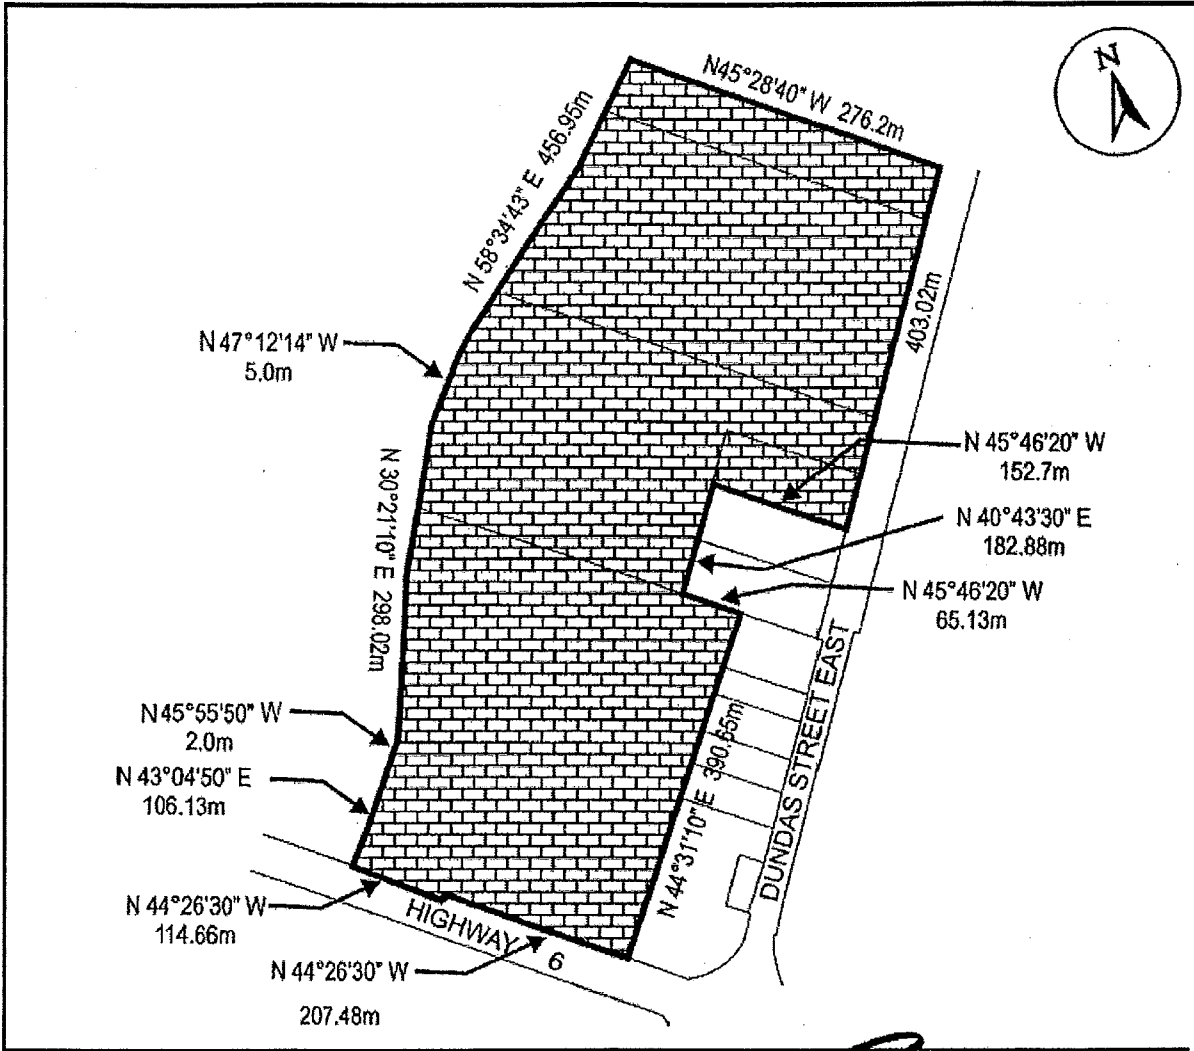 N
N45°28'40" W 276.2m
N 58°34'43" E 456.95m
403.02m
N 47°12'14" W
5.0m
N 45°46'20" W
152.7m
N 30°21'10" E 298.02m
N 40°43'30" E
182.88m
N 45°46'20" W
65.13m
N 45°55'50" W
2.0m
N 43°04'50" E
106.13m
N 44°31'10" E 390.65m
DUNDAS STREET EAST
N 44°26'30" W
114.66m
HIGHWAY 6
N 44°26'30" W
207.48m